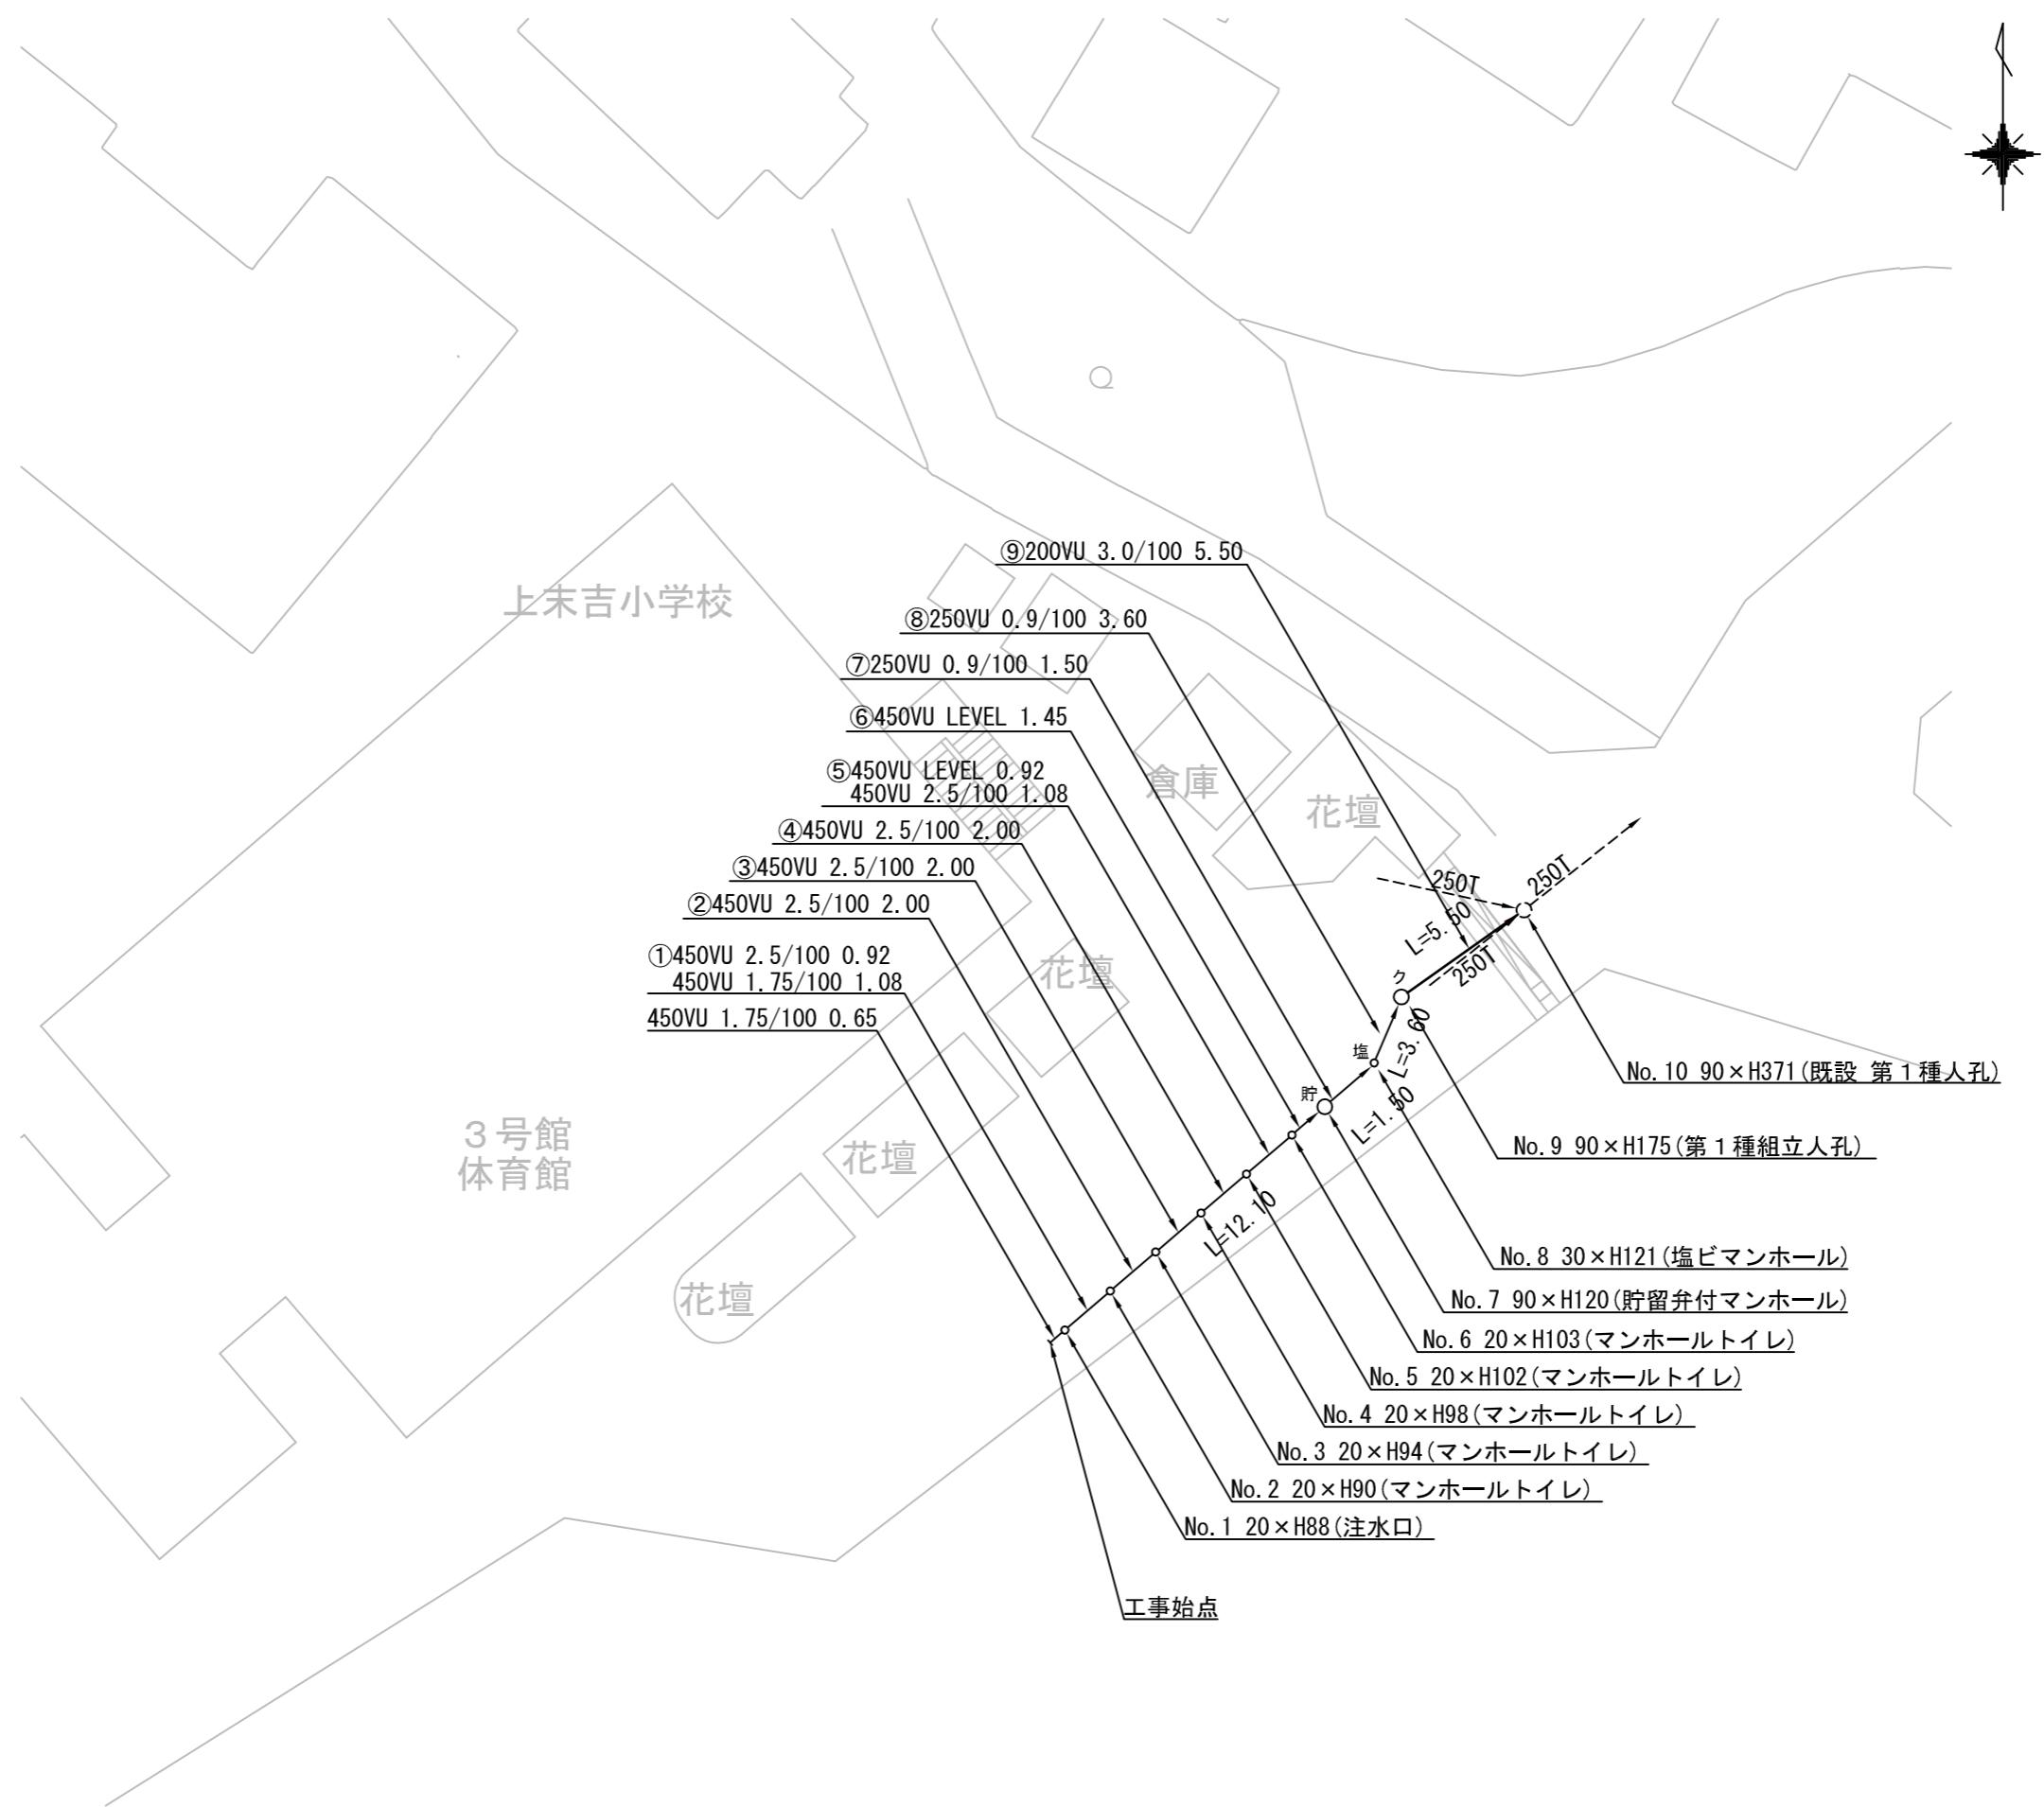 ⑨200VU 3.0/100 5.50
上末吉小学校
⑧250VU 0.9/100 3.60
⑦250VU 0.9/100 1.50
⑥450VU LEVEL 1.45
⑤450VU LEVEL 0.92
450VU 2.5/100 1.08
倉庫
花壇
④450VU 2.5/100 2.00
③450VU 2.5/100 2.00
②450VU 2.5/100 2.00
①450VU 2.5/100 0.92
450VU 1.75/100 1.08
450VU 1.75/100 0.65
250T
250T
L=5.50
250T
花壇
ク
L=3.60
塩
貯
L=1.50
No.10 90×H371(既設 第1種人孔)
3号館
体育館
花壇
No.9 90×H175(第1種組立人孔)
L=12.10
No.8 30×H121(塩ビマンホール)
花壇
No.7 90×H120(貯留弁付マンホール)
No.6 20×H103(マンホールトイレ)
No.5 20×H102(マンホールトイレ)
No.4 20×H98(マンホールトイレ)
No.3 20×H94(マンホールトイレ)
No.2 20×H90(マンホールトイレ)
No.1 20×H88(注水口)
工事始点